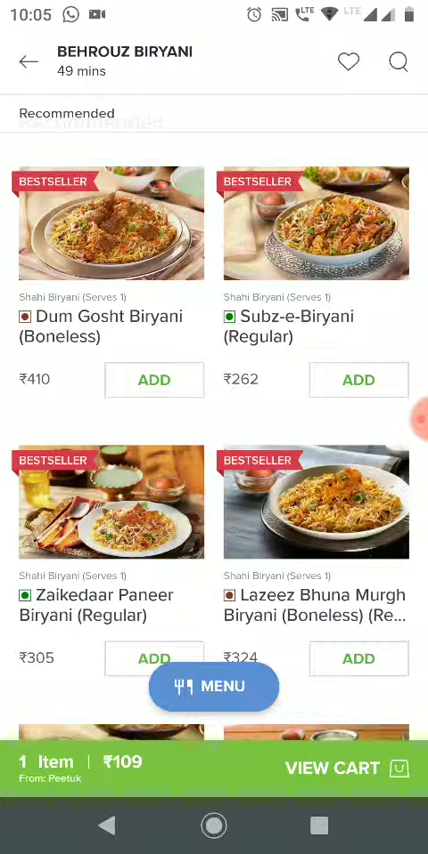 10:05
LTE
LTE
BEHROUZ BIRYANI
49 mins
Recommended
Recommended
BESTSELLER
BESTSELLER
Shahi Biryani (Serves 1)
Dum Gosht Biryani
(Boneless)
₹410
ADD
Shahi Biryani (Serves 1)
Subz-e-Biryani
(Regular)
₹262
ADD
BESTSELLER
BESTSELLER
Shahi Biryani (Serves 1)
Zaikedaar Paneer
Biryani (Regular)
₹305
ADD
Shahi Biryani (Serves 1)
Lazeez Bhuna Murgh
Biryani (Boneless) (Re...
₹324
ADD
MENU
1 Item | ₹109
From: Peetuk
VIEW CART